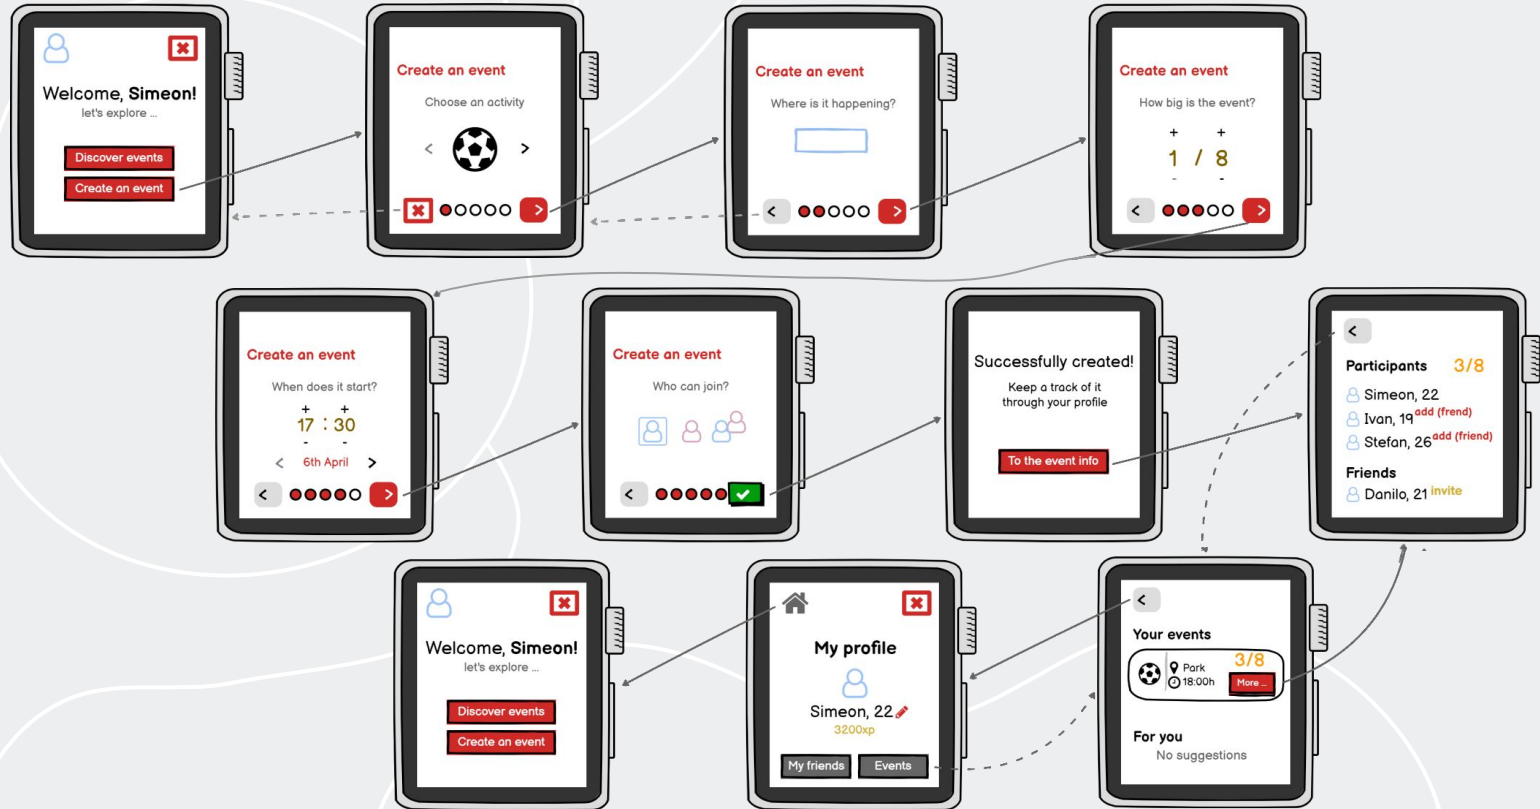 Welcome, Simeon!
let's explore ...
Discover events
Create an event
Create an event
Choose an activity
< >
>
Create an event
Where is it happening?
< >
Create an event
How big is the event?
+ +
1 / 8
- -
< >
Create an event
When does it start?
+ +
17 : 30
- -
< 6th April >
< >
Create an event
Who can join?
<
Successfully created!
Keep a track of it
through your profile
To the event info
<
Participants 3/8
Simeon, 22
Ivan, 19 add (frend)
Stefan, 26 add (friend)
Friends
Danilo, 21 invite
Welcome, Simeon!
let's explore ...
Discover events
Create an event
My profile
Simeon, 22
3200xp
My friends Events
<
Your events
3/8
Park
18:00h More ...
For you
No suggestions